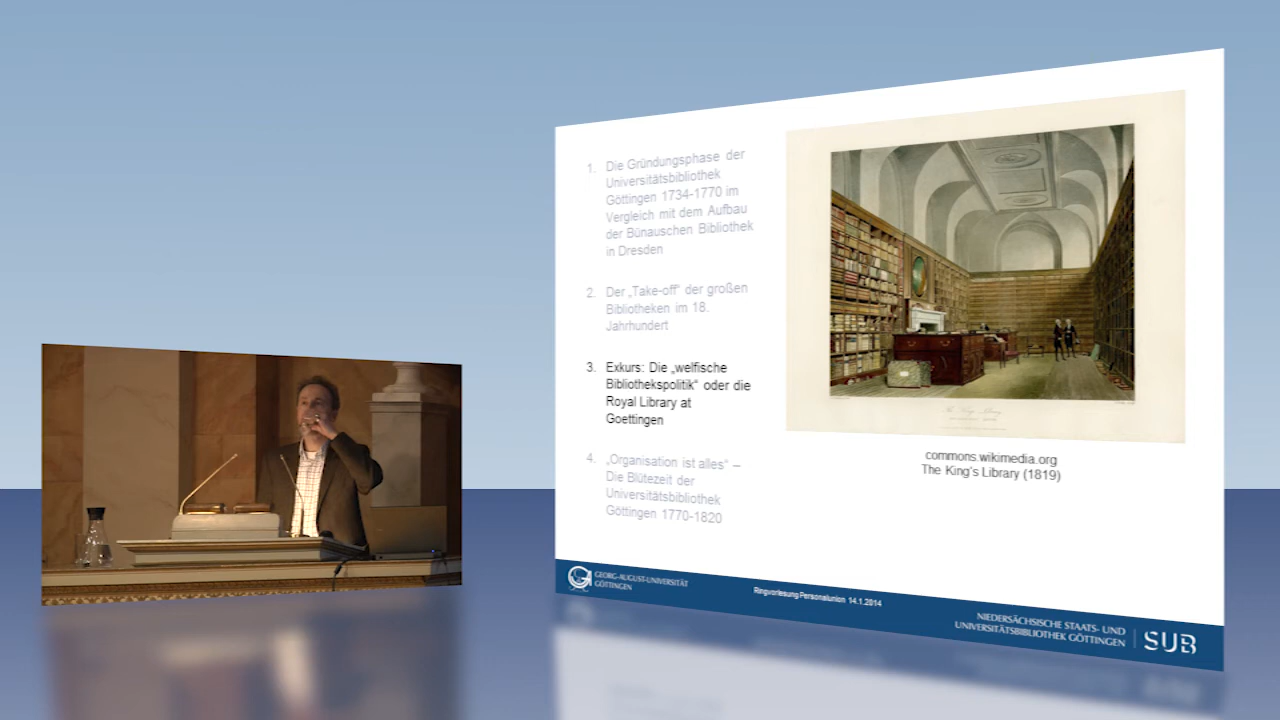 1. Die Gründungsphase der
Universitätsbibliothek
Göttingen 1734-1770 im
Vergleich mit dem Aufbau
der Bünauschen Bibliothek
in Dresden
2. Der „Take-off“ der großen
Bibliotheken im 18.
Jahrhundert
3. Exkurs: Die „welfische
Bibliothekspolitik“ oder die
Royal Library at
Goettingen
4. „Organisation ist alles“ –
Die Blütezeit der
Universitätsbibliothek
Göttingen 1770-1820
The King's Library
commons.wikimedia.org
The King's Library (1819)
GEORG-AUGUST-UNIVERSITÄT
GÖTTINGEN
Ringvorlesung Personalunion 14.1.2014
NIEDERSÄCHSISCHE STAATS- UND
UNIVERSITÄTSBIBLIOTHEK GÖTTINGEN
SUB